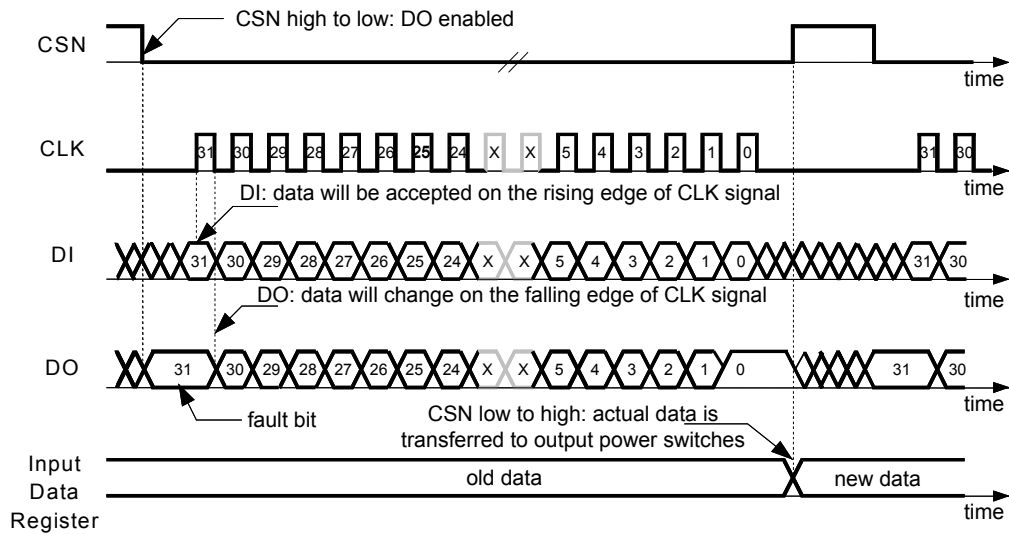 CSN high to low: DO enabled
CSN
time
CLK
31 30 29 28 27 26 25 24 X X 5 4 3 2 1 0 31 30
time
DI: data will be accepted on the rising edge of CLK signal
DI
31 30 29 28 27 26 25 24 X X 5 4 3 2 1 0 31 30
time
DO: data will change on the falling edge of CLK signal
DO
31 30 29 28 27 26 25 24 X X 5 4 3 2 1 0 31 30
time
fault bit
CSN low to high: actual data is
transferred to output power switches
Input
Data
Register
old data
new data
time